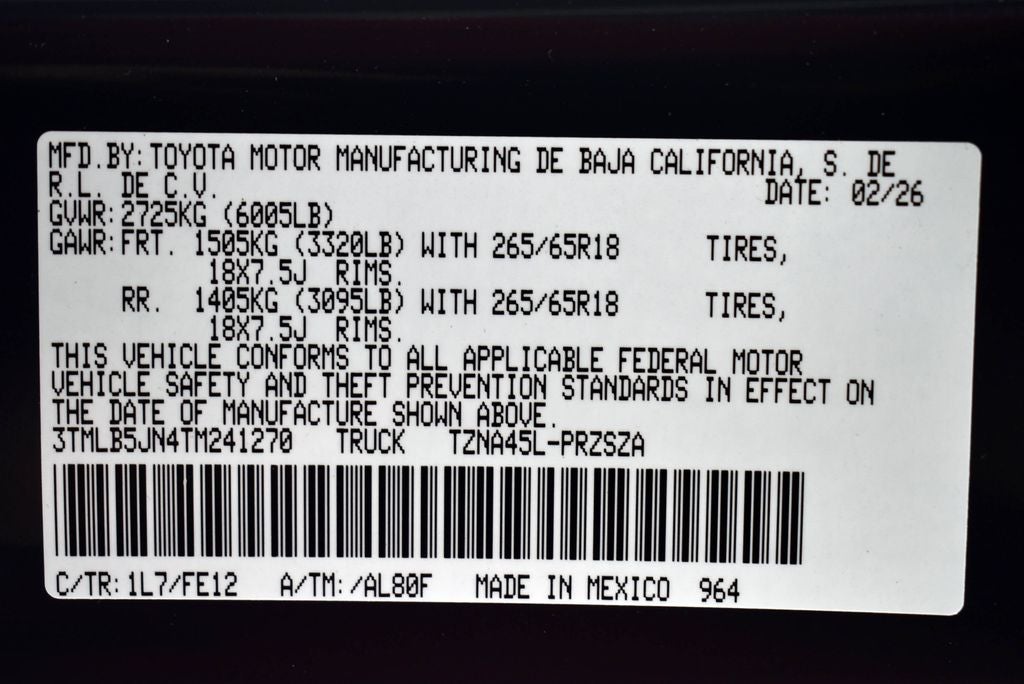 MFD.BY: TOYOTA MOTOR MANUFACTURING DE BAJA CALIFORNIA, S. DE
R.L. DE C.V. DATE: 02/26
GVWR: 2725KG (6005LB)
GAWR: FRT. 1505KG (3320LB) WITH 265/65R18 TIRES,
18X7.5J RIMS.
RR. 1405KG (3095LB) WITH 265/65R18 TIRES,
18X7.5J RIMS.
THIS VEHICLE CONFORMS TO ALL APPLICABLE FEDERAL MOTOR
VEHICLE SAFETY AND THEFT PREVENTION STANDARDS IN EFFECT ON
THE DATE OF MANUFACTURE SHOWN ABOVE.
3TMLB5JN4TM241270 TRUCK TZNA45L-PRZSZA
C/TR: 1L7/FE12 A/TM: /AL80F MADE IN MEXICO 964